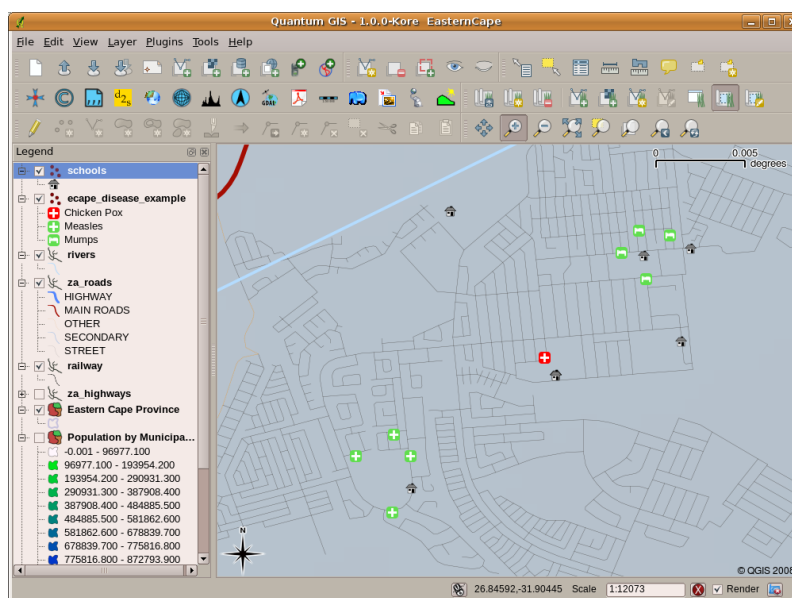 Quantum GIS - 1.0.0-Kore EasternCape
File Edit View Layer Plugins Tools Help
d2s
GDAL
Legend
schools
ecape_disease_example
Chicken Pox
Measles
Mumps
rivers
za_roads
HIGHWAY
MAIN ROADS
OTHER
SECONDARY
STREET
railway
za_highways
Eastern Cape Province
Population by Municipa...
-0.001 - 96977.100
96977.100 - 193954.200
193954.200 - 290931.300
290931.300 - 387908.400
387908.400 - 484885.500
484885.500 - 581862.600
581862.600 - 678839.700
678839.700 - 775816.800
775816.800 - 872793.900
0 0.005
degrees
N
© QGIS 2008
26.84592,-31.90445 Scale 1:12073 Render